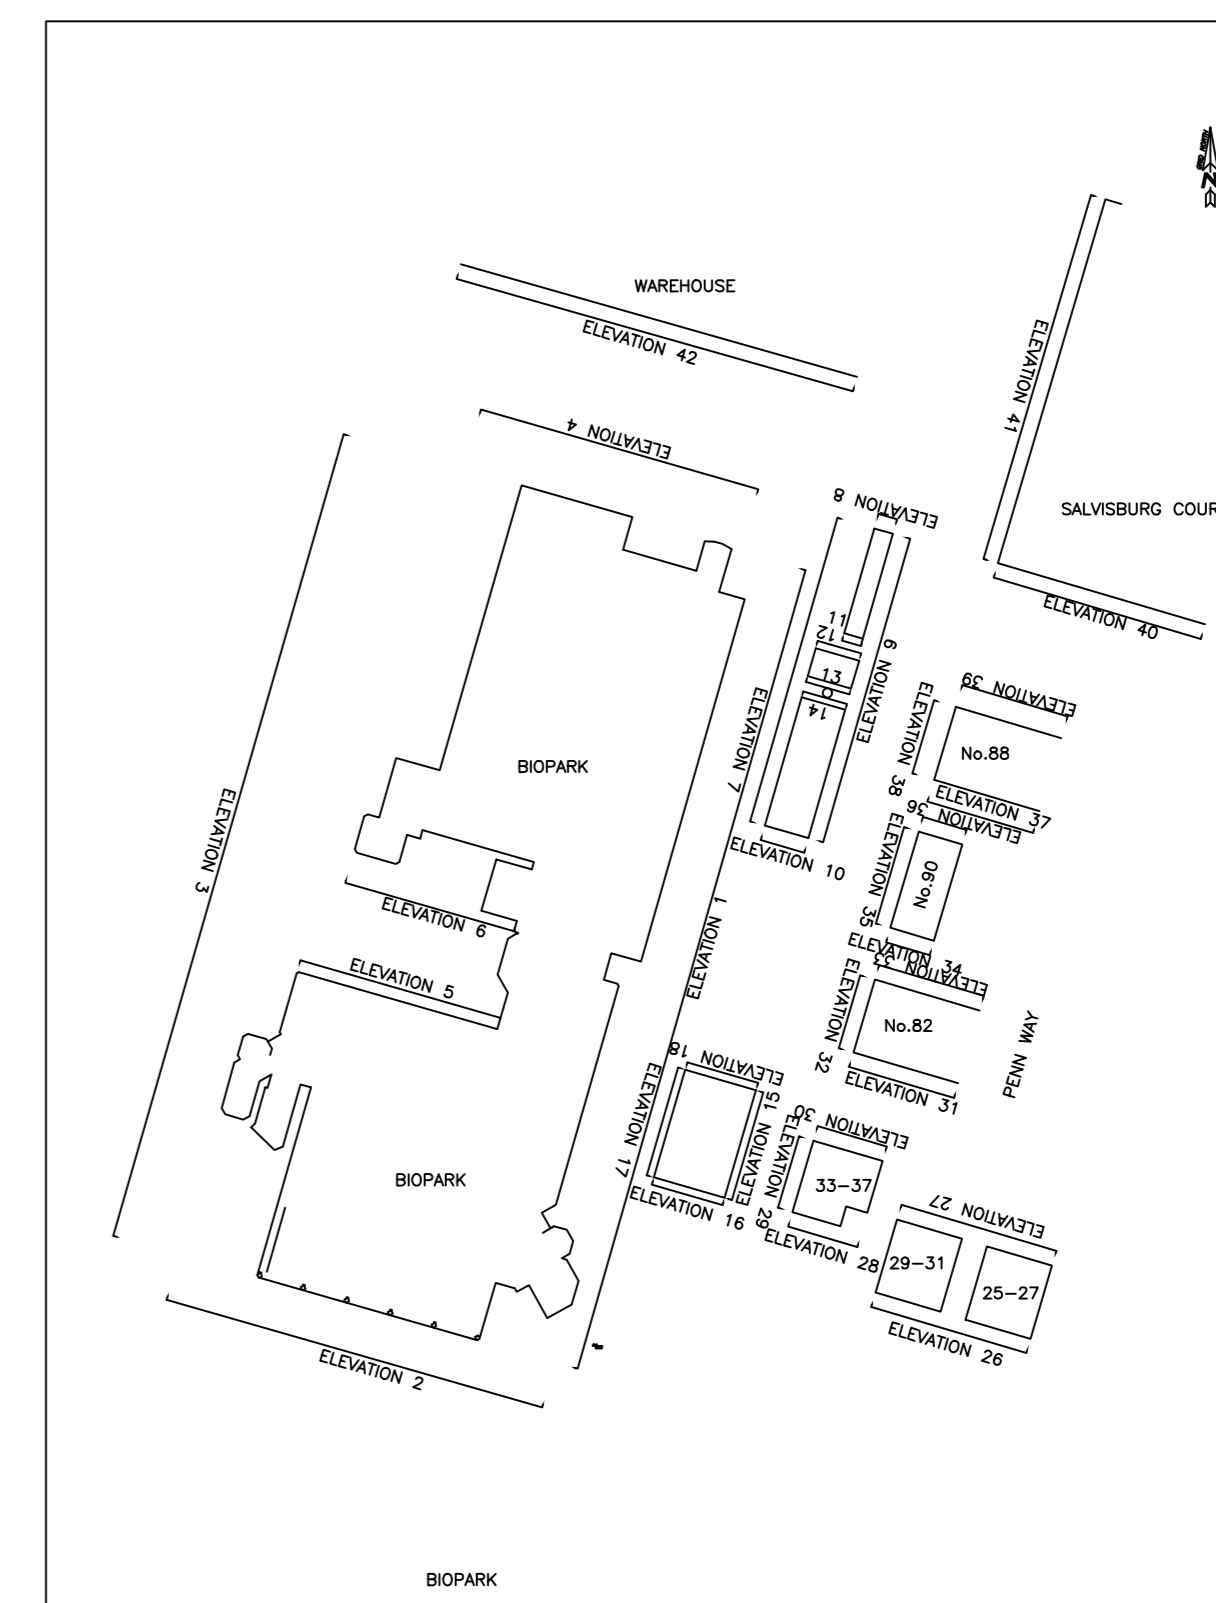 GRID NORTH
N
WAREHOUSE
ELEVATION 42
ELEVATION 41
ELEVATION 4
ELEVATION 8
SALVISBURG COUR
ELEVATION 40
11
12
13
14
ELEVATION 9
ELEVATION 7
ELEVATION 10
ELEVATION 39
No.88
ELEVATION 38
ELEVATION 37
BIOPARK
ELEVATION 3
ELEVATION 36
No.90
ELEVATION 35
ELEVATION 34
ELEVATION 6
ELEVATION 5
ELEVATION 1
ELEVATION 33
No.82
ELEVATION 32
ELEVATION 31
PENN WAY
ELEVATION 18
ELEVATION 17
ELEVATION 15
ELEVATION 16
BIOPARK
ELEVATION 30
33-37
ELEVATION 29
ELEVATION 28
ELEVATION 27
29-31
25-27
ELEVATION 26
ELEVATION 2
BIOPARK